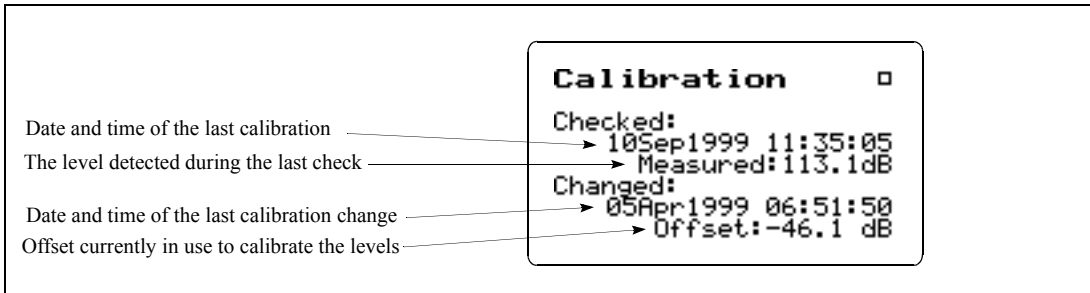 Calibration
Date and time of the last calibration
The level detected during the last check
Date and time of the last calibration change
Offset currently in use to calibrate the levels
Checked:
10Sep1999 11:35:05
Measured:113.1dB
Changed:
05Apr1999 06:51:50
Offset:-46.1 dB